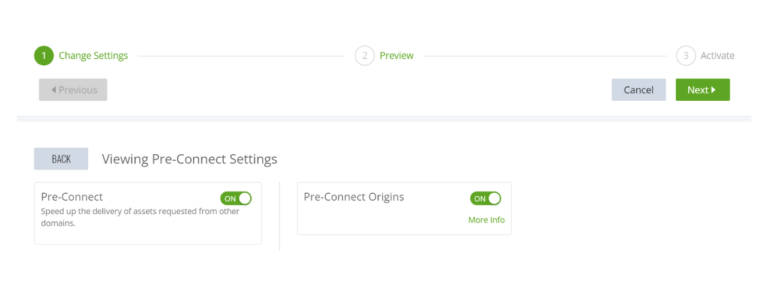 1 Change Settings 2 Preview 3 Activate
Previous Cancel Next
BACK Viewing Pre-Connect Settings
Pre-Connect ON
Speed up the delivery of assets requested from other
domains.
Pre-Connect Origins ON
More Info